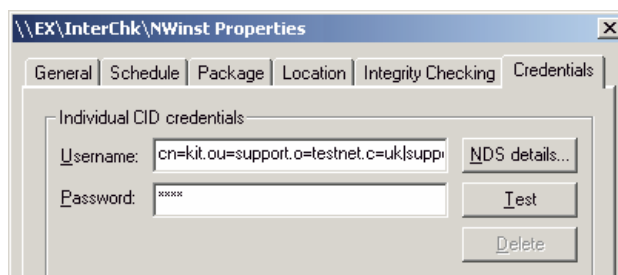 \\EX\InterChk\NWinst Properties
General Schedule Package Location Integrity Checking Credentials
Individual CID credentials
Username: cn=kit.ou=support.o=testnet.c=uk|supp NDS details...
Password: **** Test
Delete